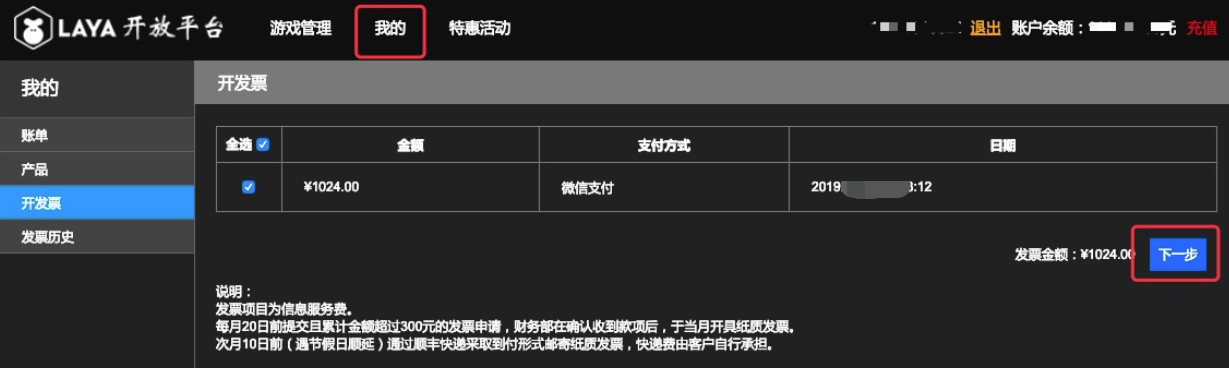 LAYA 开放平台 游戏管理 我的 特惠活动 退出 账户余额： 元 充值
我的
开发票
账单
产品
开发票
发票历史
全选 金额 支付方式 日期
¥1024.00 微信支付 2019 :12
发票金额：¥1024.00 下一步
说明：
发票项目为信息服务费。
每月20日前提交且累计金额超过300元的发票申请，财务部在确认收到款项后，于当月开具纸质发票。
次月10日前（遇节假日顺延）通过顺丰快递采取到付形式邮寄纸质发票，快递费由客户自行承担。